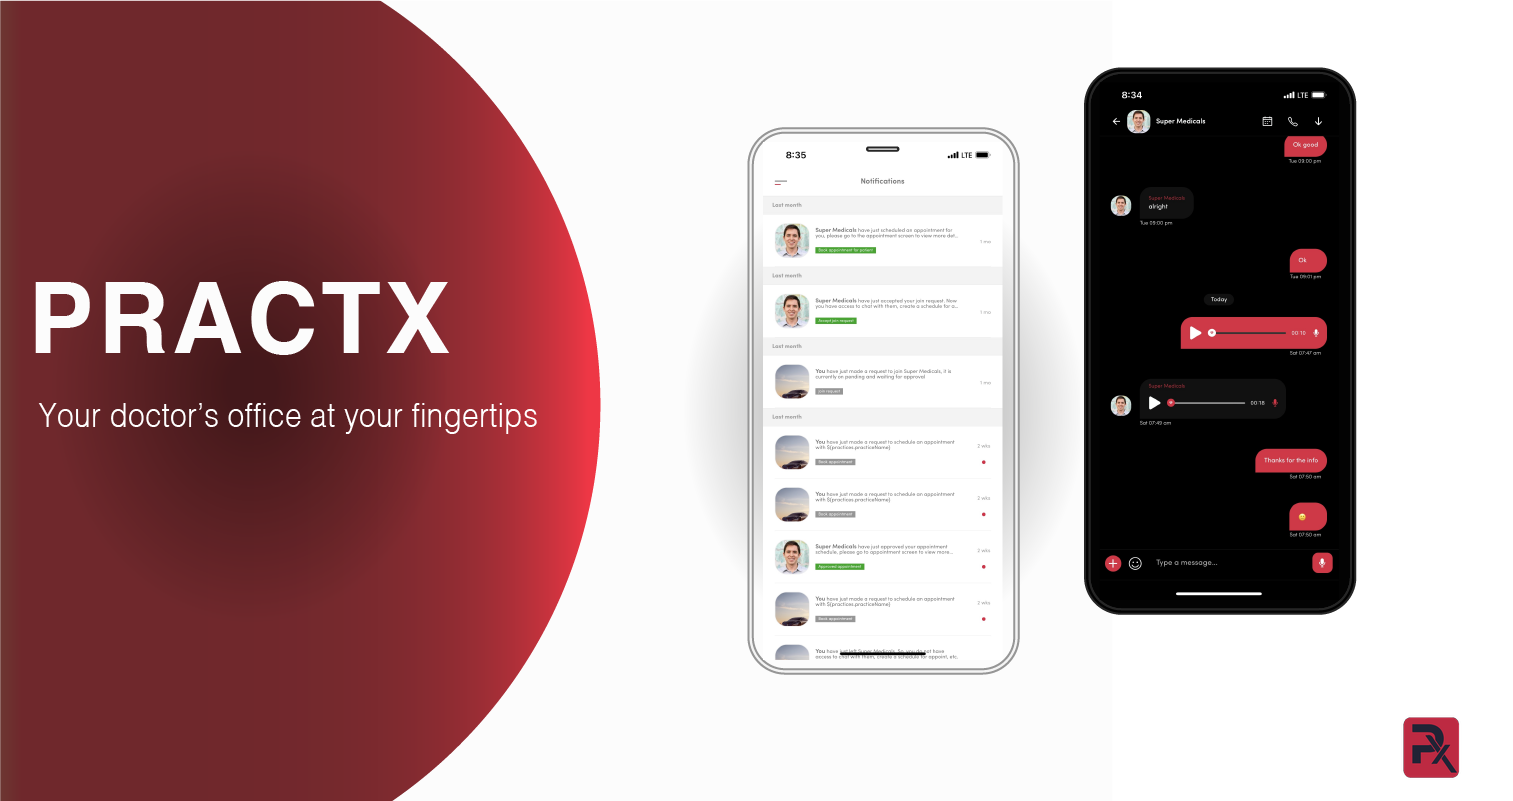 PRACTX
Your doctor's office at your fingertips
8:35
LTE
Notifications
Last month
Super Medicals have just scheduled an appointment for
you, please go to the appointment screen to view more det...
1 mo
Book appointment for patient
Last month
Super Medicals have just accepted your join request. Now
you have access to chat with them, create a schedule for a...
1 mo
Accept join request
Last month
You have just made a request to join Super Medicals, it is
currently on pending and waiting for approval
1 mo
Join request
Last month
You have just made a request to schedule an appointment
with S{practices.practiceName}
2 wks
Book appointment
You have just made a request to schedule an appointment
with S{practices.practiceName}
2 wks
Book appointment
Super Medicals have just approved your appointment
schedule, please go to appointment screen to view more...
2 wks
Approved appointment
You have just made a request to schedule an appointment
with S{practices.practiceName}
2 wks
Book appointment
You have just left Super Medicals. So, you do not have
access to chat with them, create a schedule for appoint, etc.
8:34
LTE
Super Medicals
Ok good
Tue 09:00 pm
Super Medicals
alright
Tue 09:00 pm
Ok
Tue 09:01 pm
Today
00:10
Sat 07:47 am
Super Medicals
00:18
Sat 07:49 am
Thanks for the info
Sat 07:50 am
Sat 07:50 am
Type a message...
PX